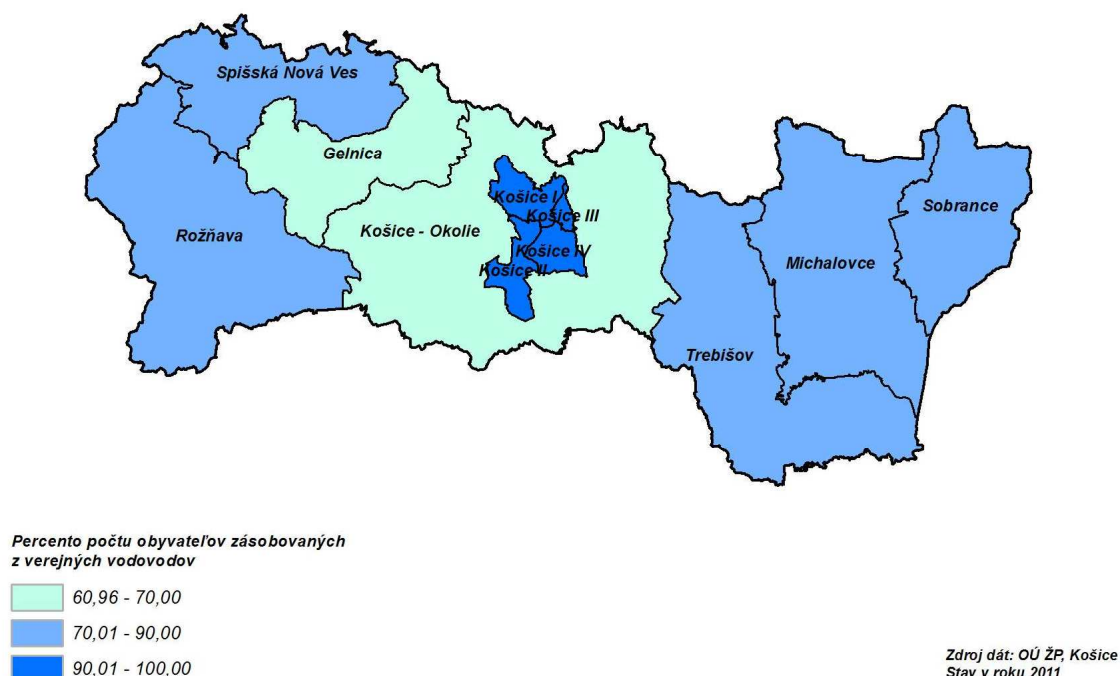 Spišská Nová Ves
Gelnica
Rožňava
Košice - Okolie
Košice I
Košice III
Košice IV
Košice II
Sobrance
Michalovce
Trebišov
Percento počtu obyvateľov zásobovaných
z verejných vodovodov
60,96 - 70,00
70,01 - 90,00
90,01 - 100,00
Zdroj dát: OÚ ŽP, Košice
Stav v roku 2011